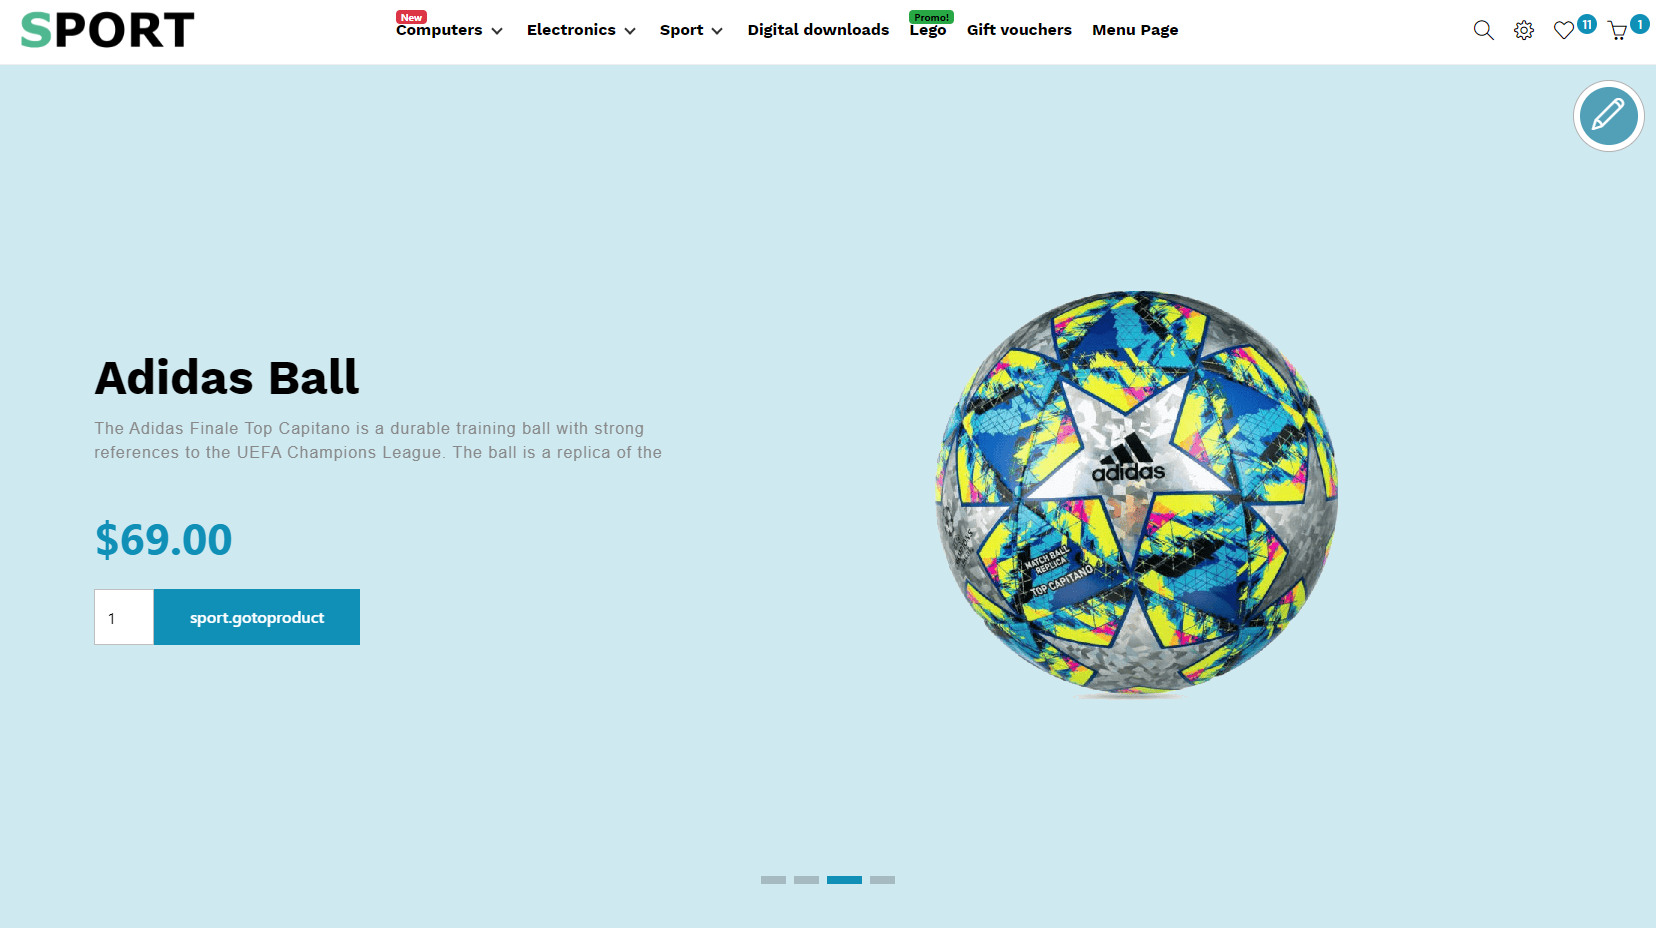 SPORT
New
Computers
Electronics
Sport
Digital downloads
Promo!
Lego
Gift vouchers
Menu Page
11
1
Adidas Ball
The Adidas Finale Top Capitano is a durable training ball with strong
references to the UEFA Champions League. The ball is a replica of the
$69.00
1
sport.gotoproduct
adidas
MATCH BALL
REPLICA
TOP CAPITANO